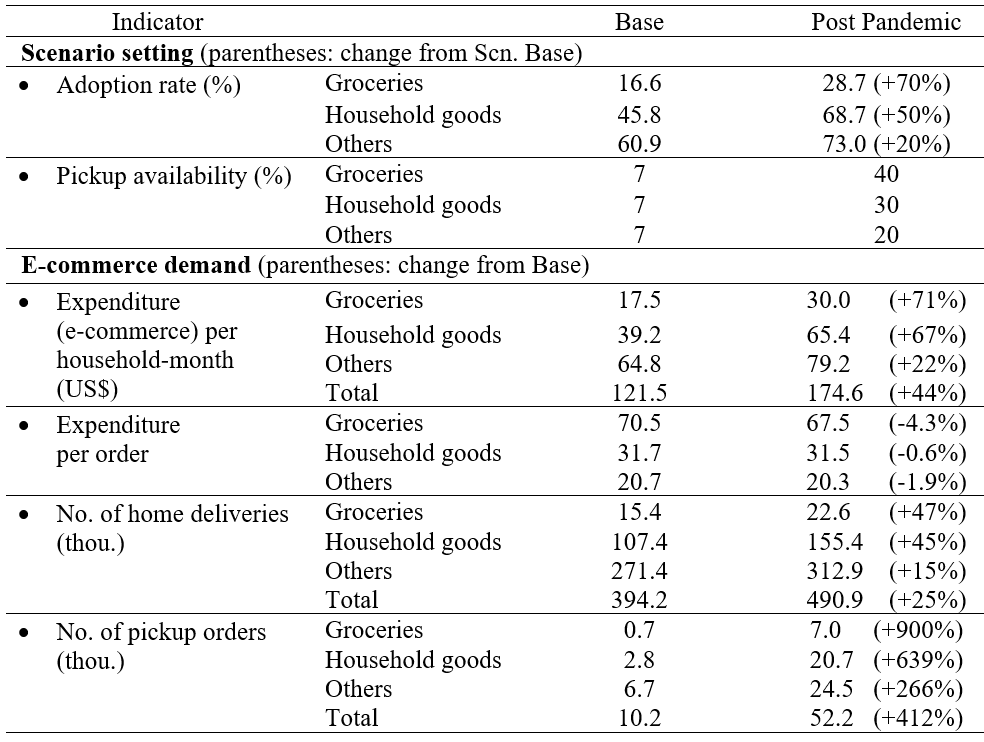 Indicator Base Post Pandemic
Scenario setting (parentheses: change from Scn. Base)
• Adoption rate (%) Groceries 16.6 28.7 (+70%)
Household goods 45.8 68.7 (+50%)
Others 60.9 73.0 (+20%)
• Pickup availability (%) Groceries 7 40
Household goods 7 30
Others 7 20
E-commerce demand (parentheses: change from Base)
• Expenditure Groceries 17.5 30.0 (+71%)
(e-commerce) per Household goods 39.2 65.4 (+67%)
household-month Others 64.8 79.2 (+22%)
(US$) Total 121.5 174.6 (+44%)
• Expenditure Groceries 70.5 67.5 (-4.3%)
per order Household goods 31.7 31.5 (-0.6%)
Others 20.7 20.3 (-1.9%)
• No. of home deliveries Groceries 15.4 22.6 (+47%)
(thou.) Household goods 107.4 155.4 (+45%)
Others 271.4 312.9 (+15%)
Total 394.2 490.9 (+25%)
• No. of pickup orders Groceries 0.7 7.0 (+900%)
(thou.) Household goods 2.8 20.7 (+639%)
Others 6.7 24.5 (+266%)
Total 10.2 52.2 (+412%)